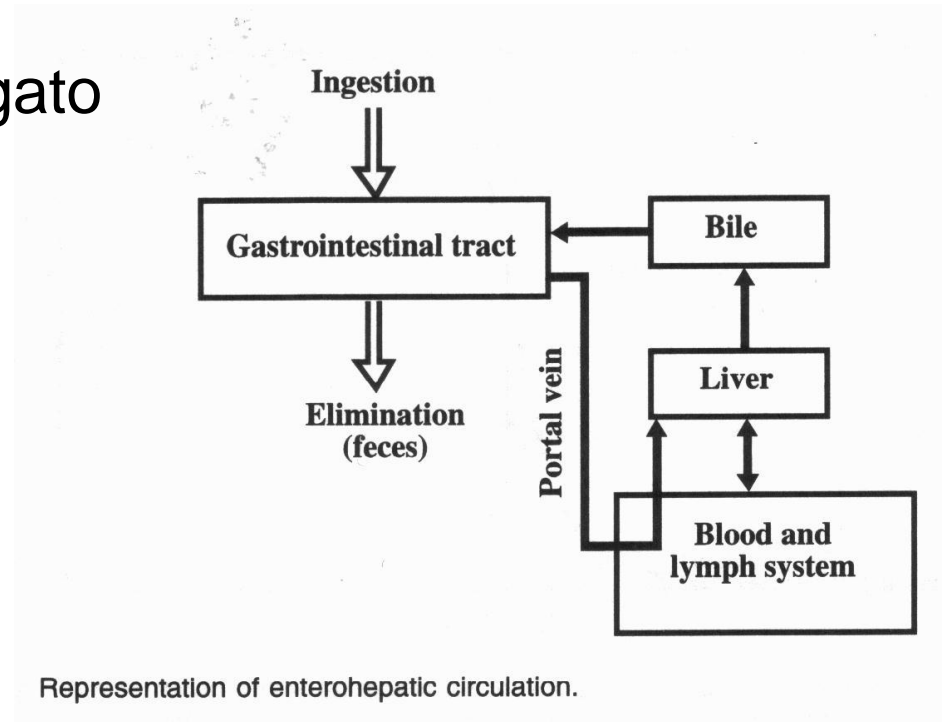 gato
Ingestion
Gastrointestinal tract
Bile
Liver
Elimination
(feces)
Portal vein
Blood and
lymph system
Representation of enterohepatic circulation.